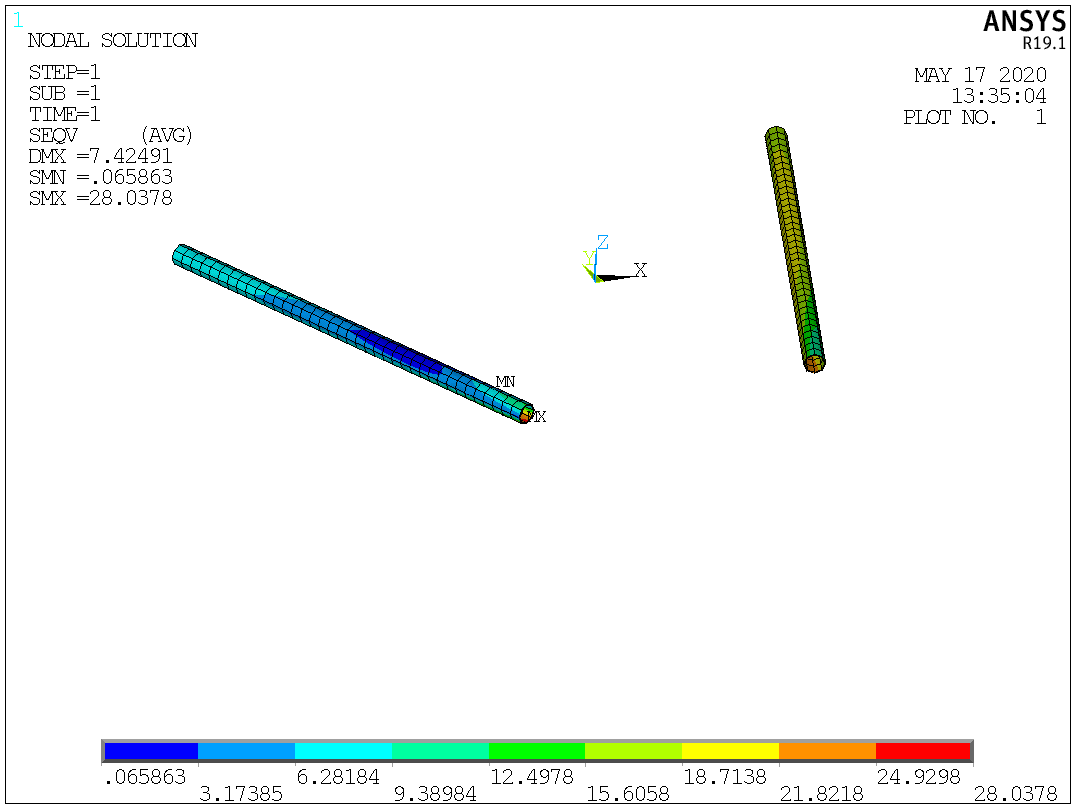 1
ANSYS
R19.1
NODAL SOLUTION
STEP=1
SUB =1
TIME=1
SEQV (AVG)
DMX =7.42491
SMN =.065863
SMX =28.0378
MAY 17 2020
13:35:04
PLOT NO. 1
Z
Y
X
MN
MX
.065863
3.17385
6.28184
9.38984
12.4978
15.6058
18.7138
21.8218
24.9298
28.0378